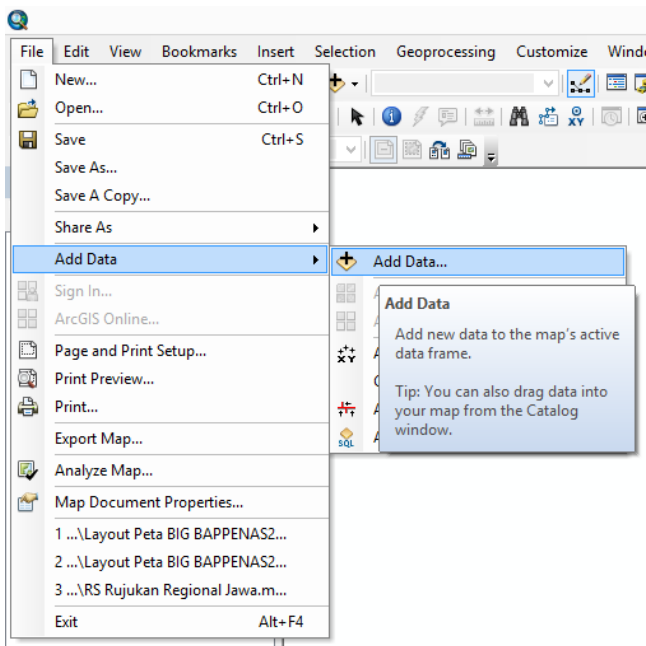 File Edit View Bookmarks Insert Selection Geoprocessing Customize
New... Ctrl+N
Open... Ctrl+O
Save Ctrl+S
Save As...
Save A Copy...
Share As
Add Data
Add Data...
Sign In...
ArcGIS Online...
Add Data
Add new data to the map's active
data frame.
Tip: You can also drag data into
your map from the Catalog
window.
XY
SQL
Page and Print Setup...
Print Preview...
Print...
Export Map...
Analyze Map...
Map Document Properties...
1 ...\Layout Peta BIG BAPPENAS2...
2 ...\Layout Peta BIG BAPPENAS2...
3 ...\RS Rujukan Regional Jawa.m...
Exit Alt+F4